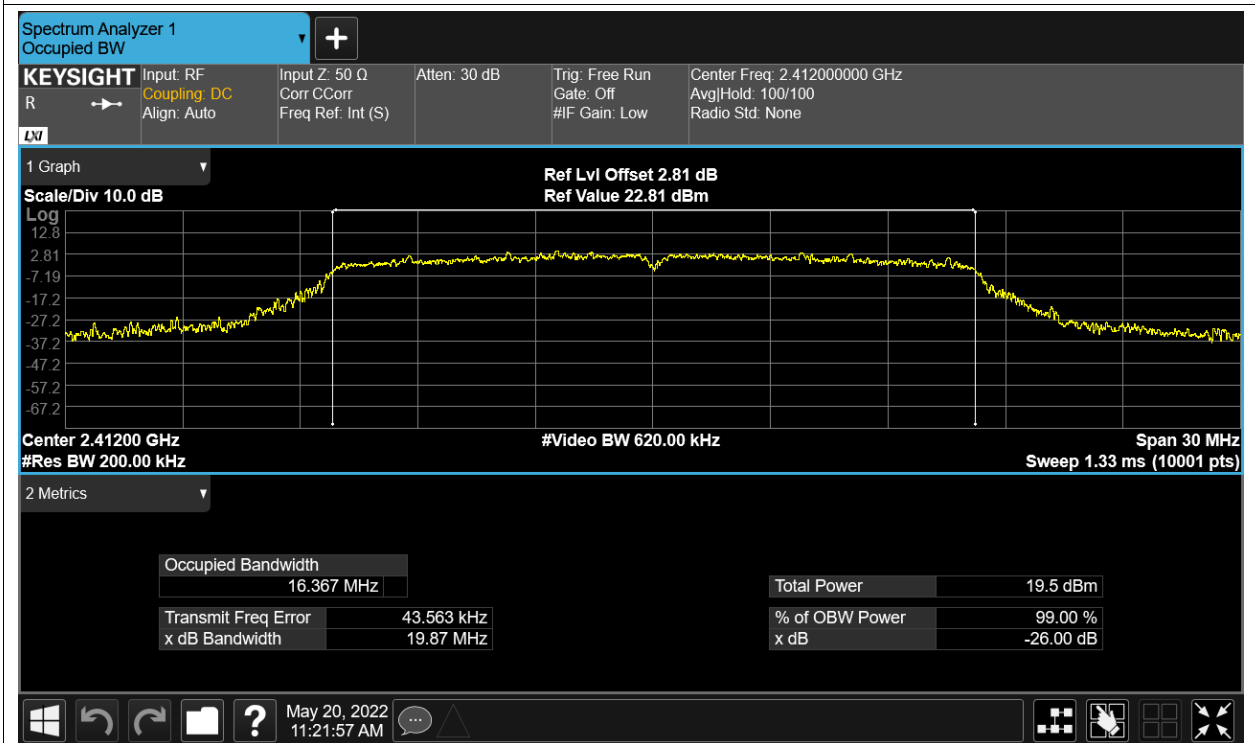 Spectrum Analyzer 1
Occupied BW
KEYSIGHT
R
LXI
Input: RF
Coupling: DC
Align: Auto
Input Z: 50 Ω
Corr CCorr
Freq Ref: Int (S)
Atten: 30 dB
Trig: Free Run
Gate: Off
#IF Gain: Low
Center Freq: 2.412000000 GHz
Avg|Hold: 100/100
Radio Std: None
1 Graph
Scale/Div 10.0 dB
Ref Lvl Offset 2.81 dB
Ref Value 22.81 dBm
Log
12.8
2.81
-7.19
-17.2
-27.2
-37.2
-47.2
-57.2
-67.2
Center 2.41200 GHz
#Video BW 620.00 kHz
Span 30 MHz
#Res BW 200.00 kHz
Sweep 1.33 ms (10001 pts)
2 Metrics
Occupied Bandwidth
16.367 MHz
Transmit Freq Error 43.563 kHz
x dB Bandwidth 19.87 MHz
Total Power 19.5 dBm
% of OBW Power 99.00 %
x dB -26.00 dB
?
May 20, 2022
11:21:57 AM